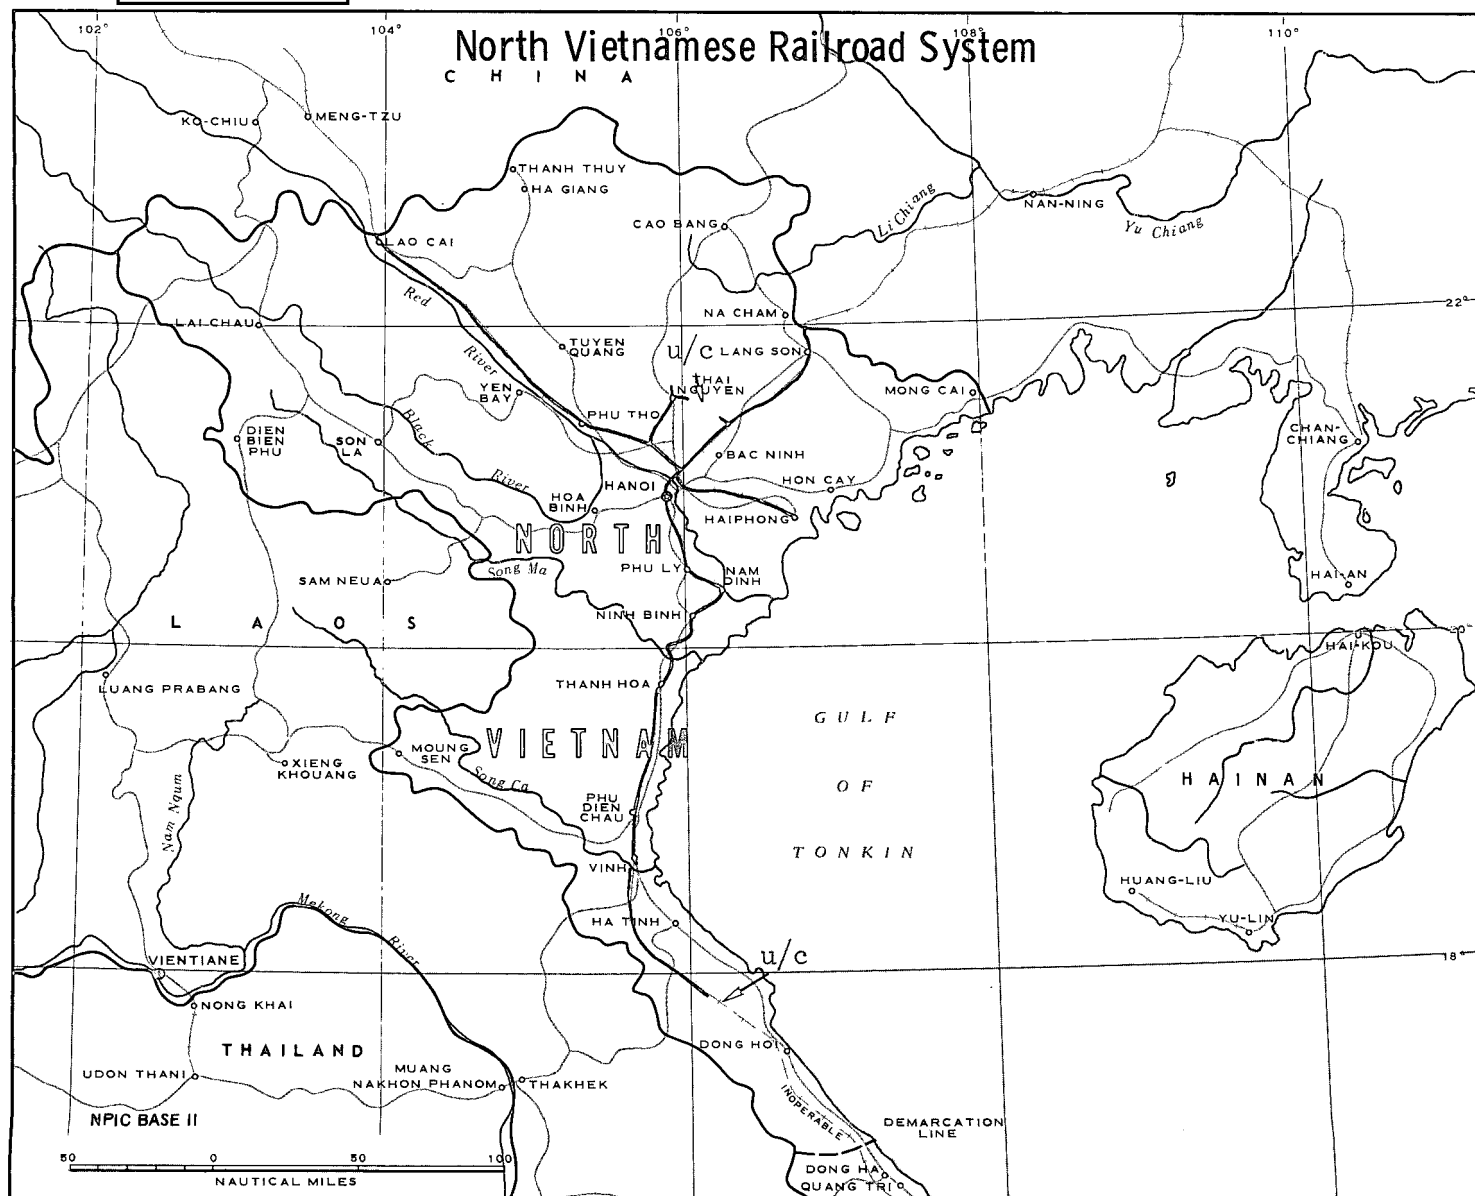 102°
104°
106°
108°
110°
North Vietnamese Railroad System
CHINA
KO-CHIU
MENG-TZU
THANH THUY
HA GIANG
CAO BANG
Li Chiang
NAN-NING
Yu Chiang
LAO CAI
Red
River
22°
LAI CHAU
NA CHAM
TUYEN
QUANG
u/c
LANG SON
THAI
NGUYEN
YEN
BAY
MONG CAI
PHU THO
Black
River
DIEN
BIEN
PHU
SON
LA
CHAN-
CHIANG
BAC NINH
HON CAY
HANOI
HOA
BINH
HAIPHONG
NORTH
PHU LY
NAM
DINH
Song Ma
SAM NEUA
HAI-AN
NINH BINH
LAOS
20°
HAI-KOU
LUANG PRABANG
THANH HOA
GULF
OF
TONKIN
VIETNAM
MOUNG
SEN
XIENG
KHOUANG
Song Ca
HAINAN
Nam Ngum
PHU
DIEN
CHAU
VINH
HUANG-LIU
YU-LIN
Mekong
River
HA TINH
u/c
18°
VIENTIANE
NONG KHAI
THAILAND
DONG HOI
UDON THANI
MUANG
NAKHON PHANOM
THAKHEK
INOPERABLE
NPIC BASE II
DEMARCATION
LINE
50
0
50
100
NAUTICAL MILES
DONG HA
QUANG TRI